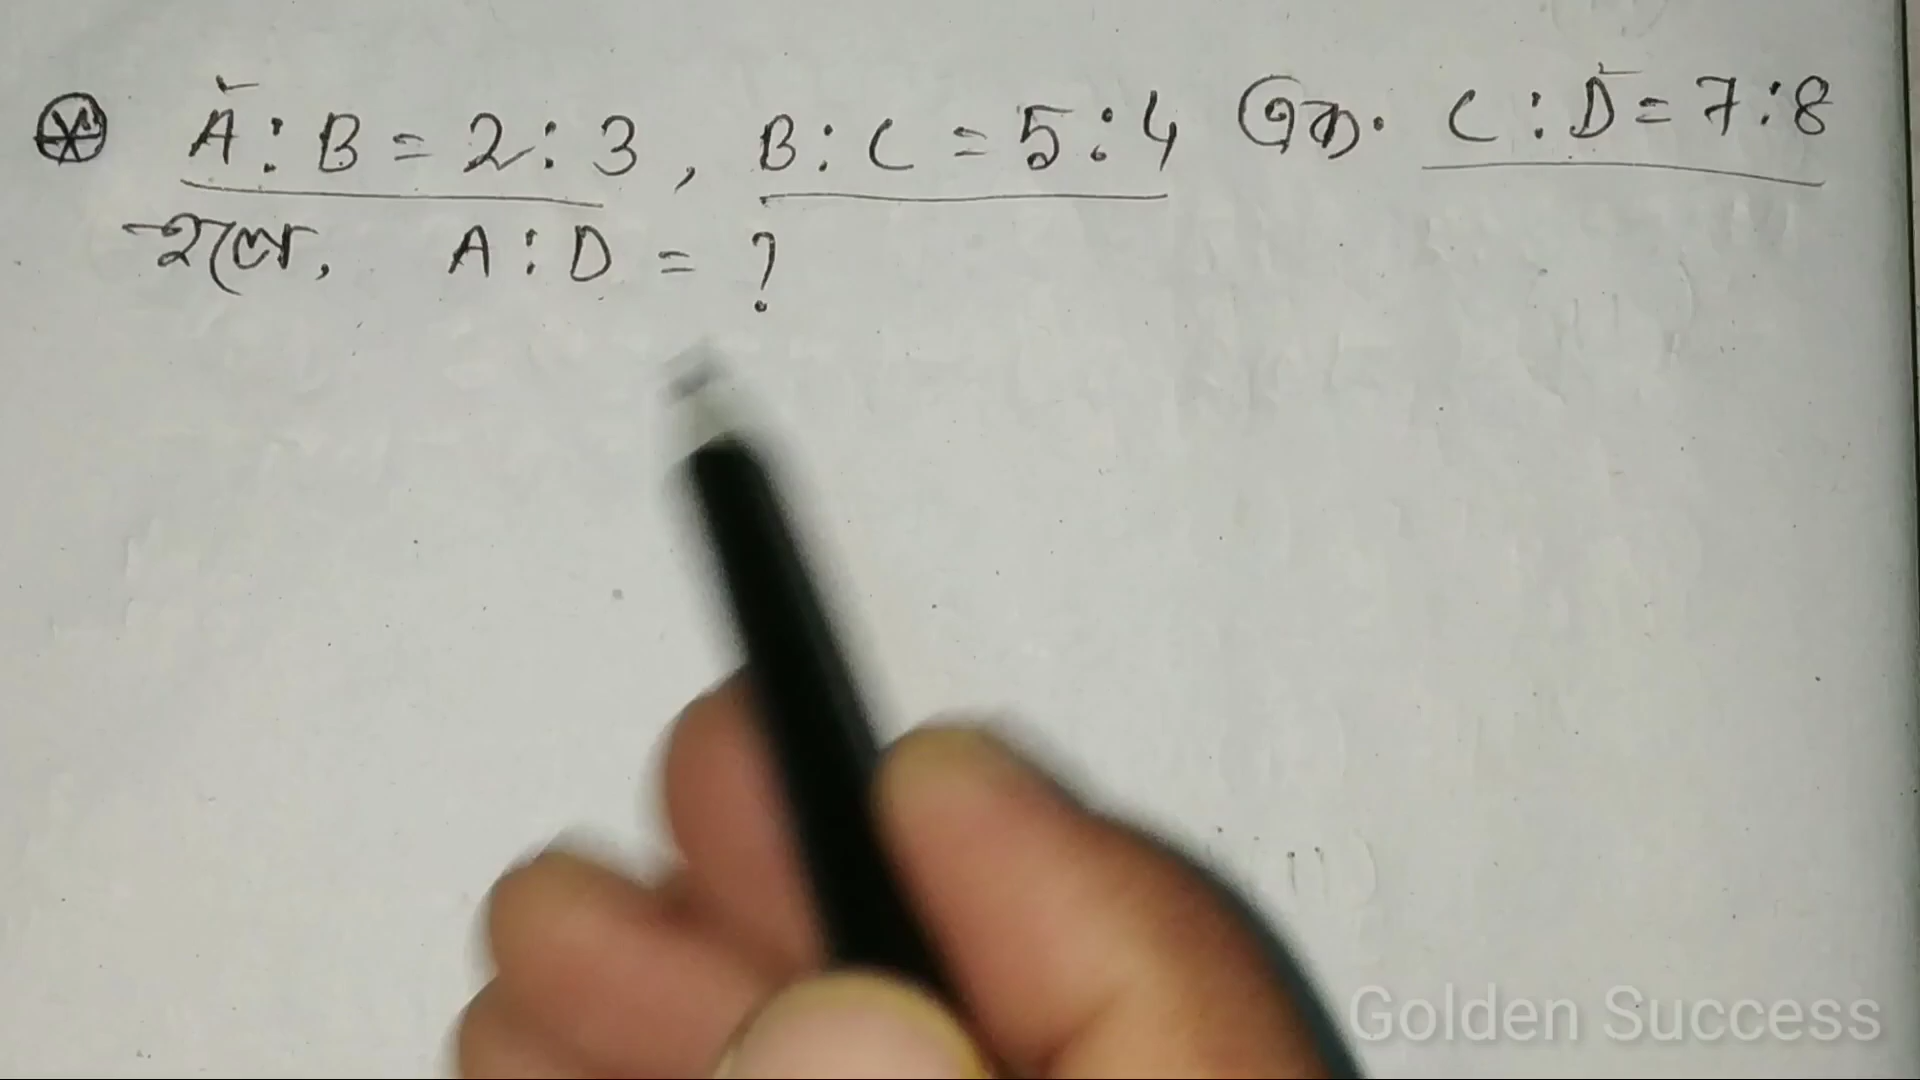 A : B = 2 : 3 , B : C = 5 : 4 এবং C : D = 7 : 8
হলে, A : D = ?
Golden Success